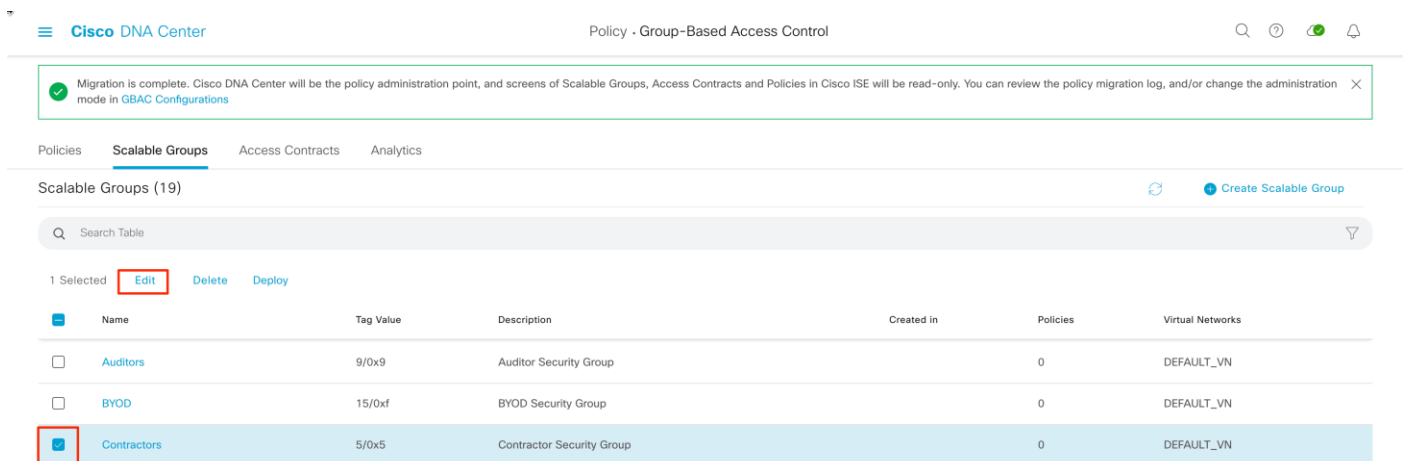 Cisco DNA Center
Policy · Group-Based Access Control
Migration is complete. Cisco DNA Center will be the policy administration point, and screens of Scalable Groups, Access Contracts and Policies in Cisco ISE will be read-only. You can review the policy migration log, and/or change the administration
mode in GBAC Configurations
Policies Scalable Groups Access Contracts Analytics
Scalable Groups (19) Create Scalable Group
Search Table
1 Selected Edit Delete Deploy
Name Tag Value Description Created in Policies Virtual Networks
Auditors 9/0x9 Auditor Security Group 0 DEFAULT_VN
BYOD 15/0xf BYOD Security Group 0 DEFAULT_VN
Contractors 5/0x5 Contractor Security Group 0 DEFAULT_VN